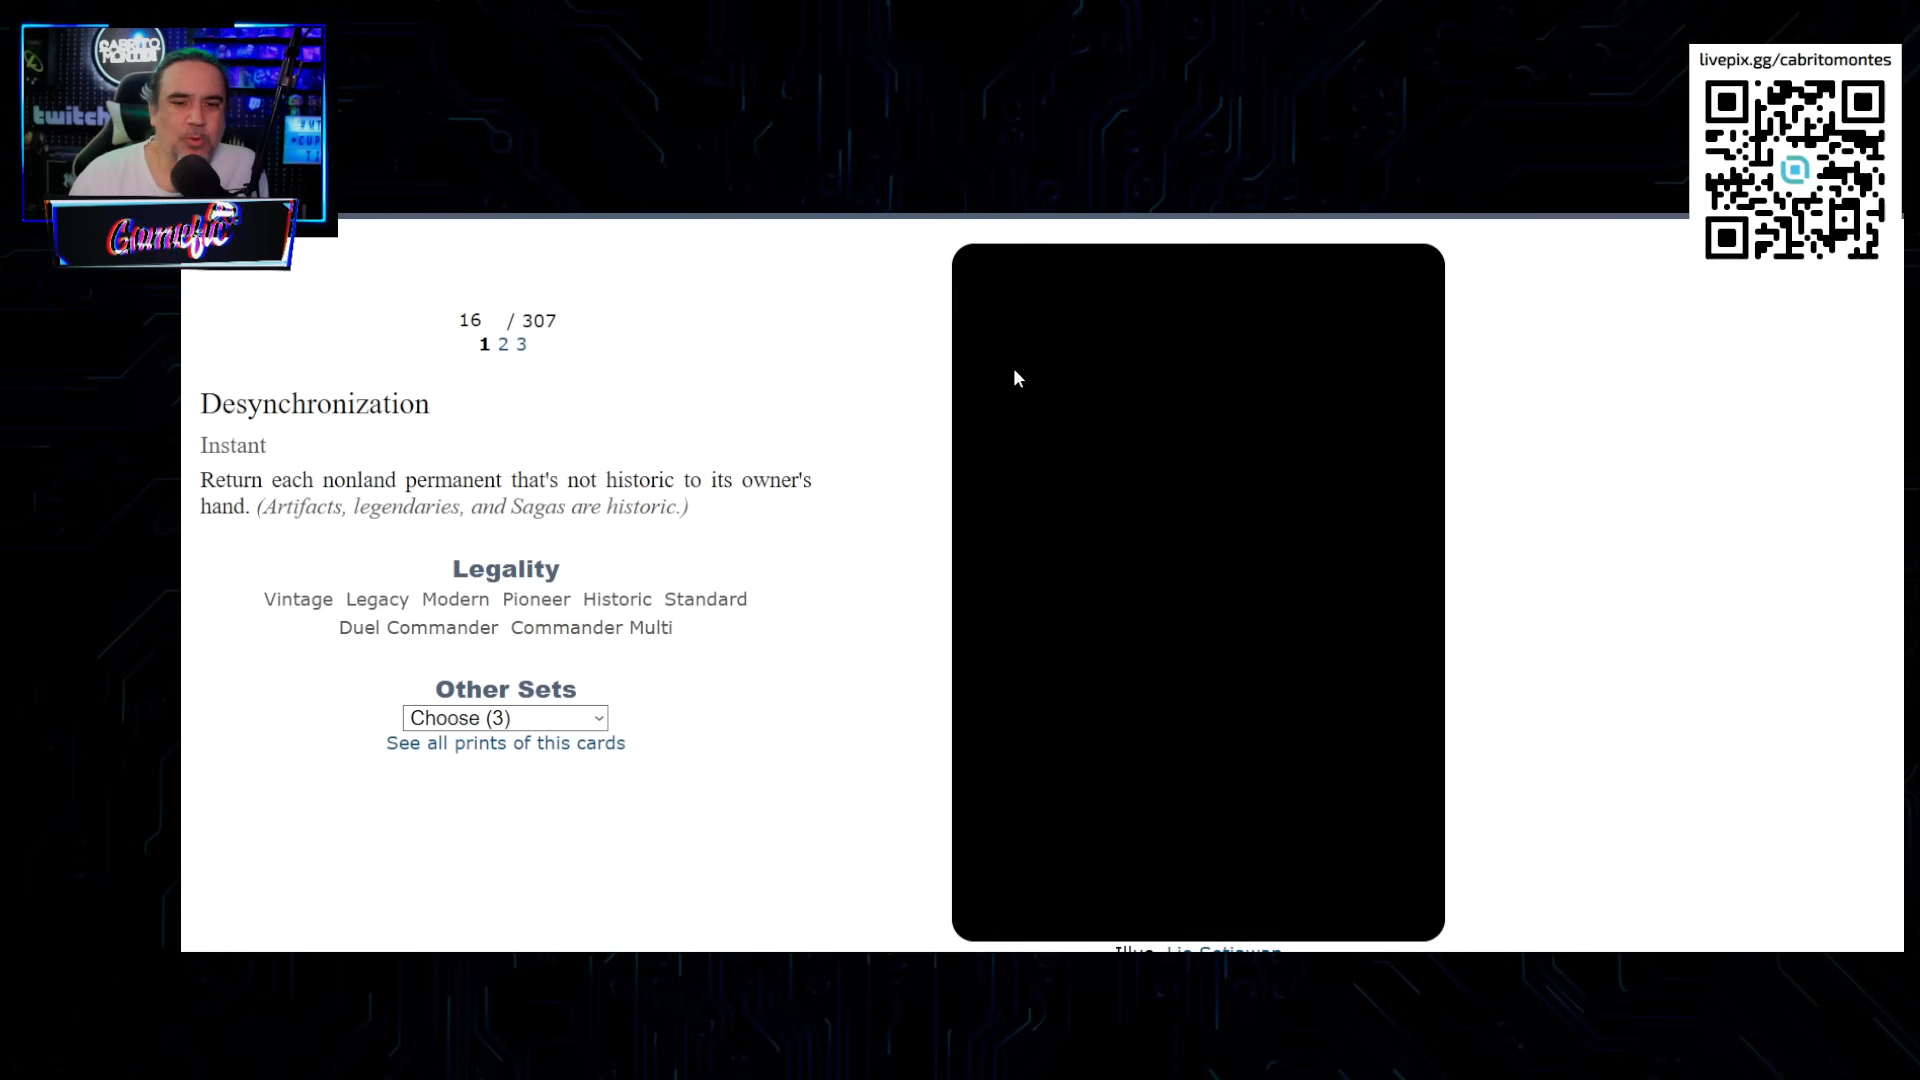 CABRITO
MONTES
twitch
livepix.gg/cabritomontes
16 / 307
1 2 3
Desynchronization
Instant
Return each nonland permanent that's not historic to its owner's
hand. (Artifacts, legendaries, and Sagas are historic.)
Legality
Vintage Legacy Modern Pioneer Historic Standard
Duel Commander Commander Multi
Other Sets
Choose (3)
See all prints of this cards